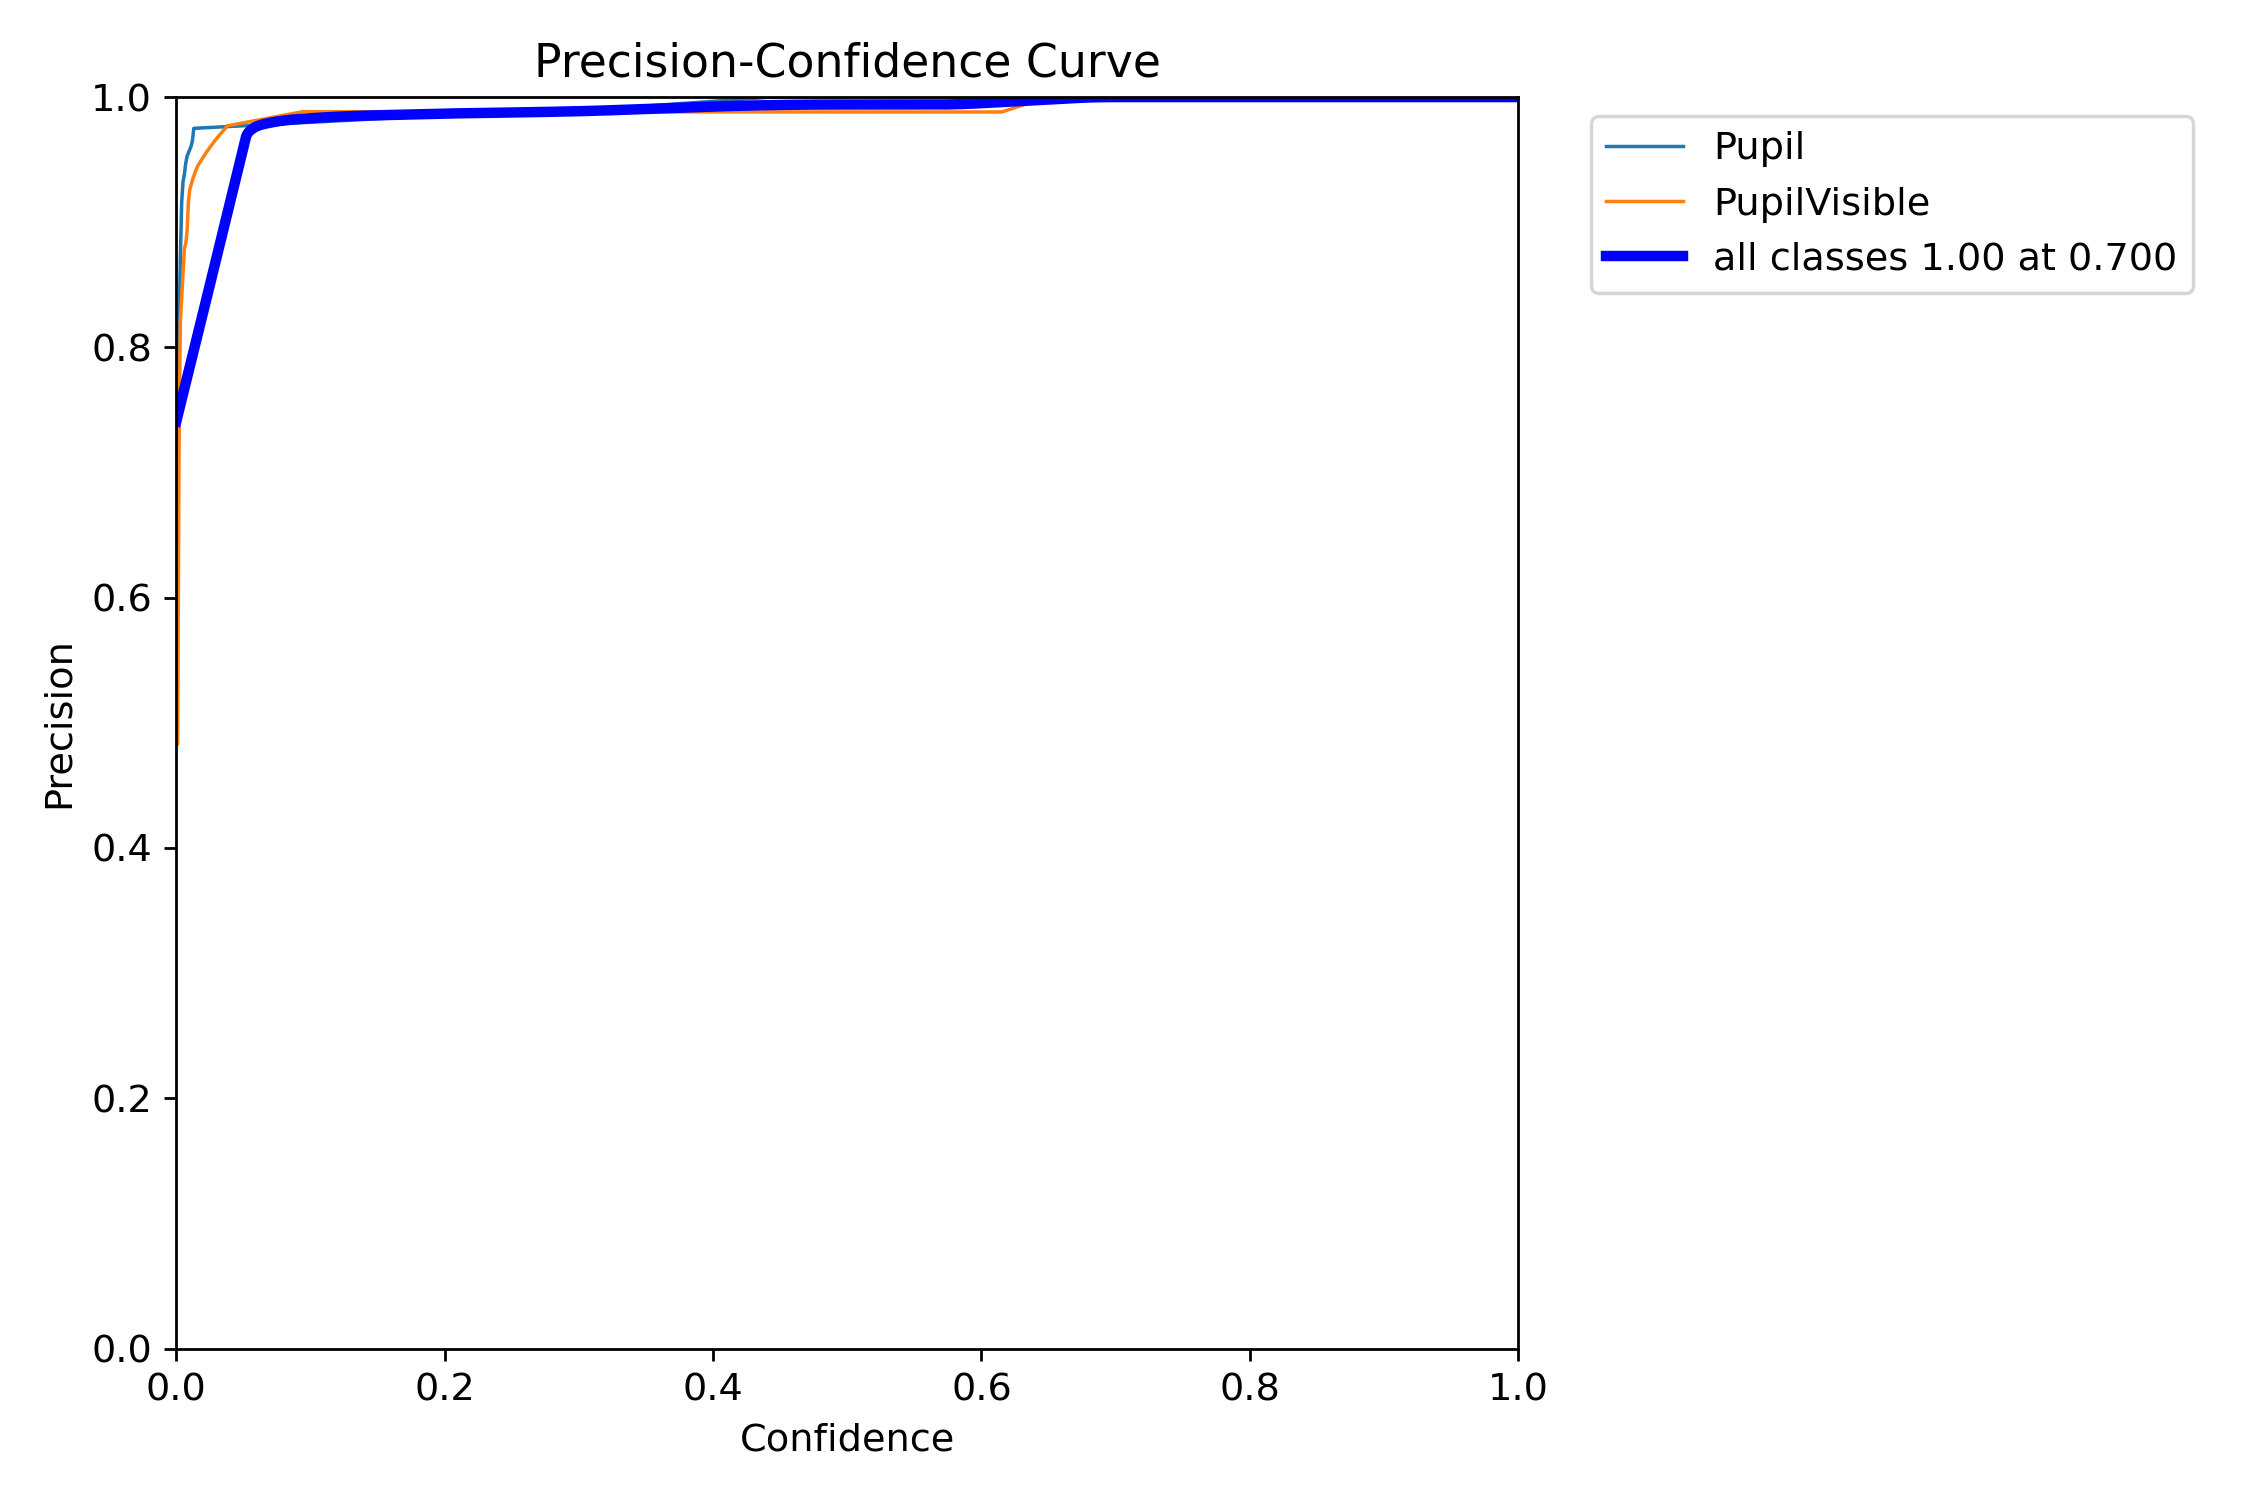 Precision-Confidence Curve
1.0
0.8
0.6
0.4
0.2
0.0
Precision
0.0 0.2 0.4 0.6 0.8 1.0
Confidence
Pupil
PupilVisible
all classes 1.00 at 0.700